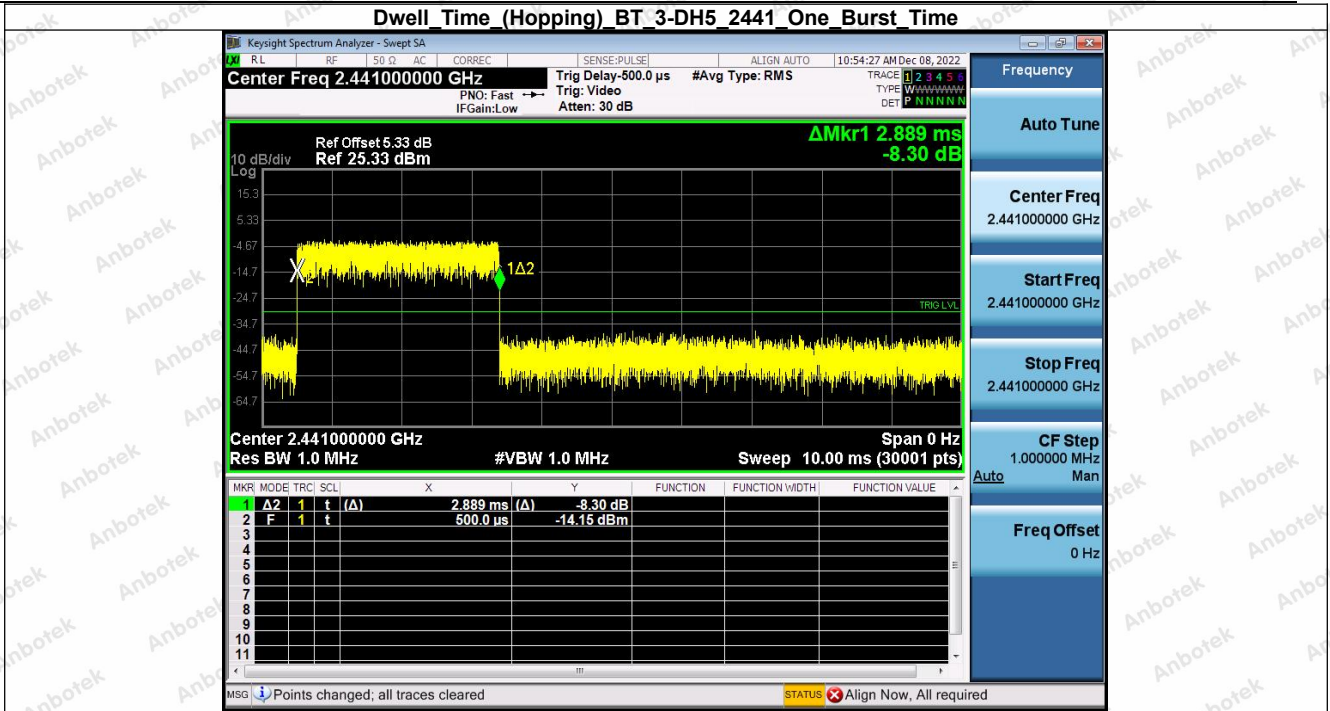 Dwell_Time_(Hopping)_BT_3-DH5_2441_One_Burst_Time
Keysight Spectrum Analyzer - Swept SA
LXI RL RF 50 Ω AC CORREC SENSE:PULSE ALIGN AUTO 10:54:27 AM Dec 08, 2022
Center Freq 2.441000000 GHz Trig Delay-500.0 µs #Avg Type: RMS TRACE 1 2 3 4 5 6
PNO: Fast Trig: Video TYPE WWWWWW
IFGain:Low Atten: 30 dB DET P N N N N N
ΔMkr1 2.889 ms
-8.30 dB
Ref Offset 5.33 dB
10 dB/div Ref 25.33 dBm
Log
15.3
5.33
-4.67
-14.7
-24.7
-34.7
-44.7
-54.7
-64.7
X2
1Δ2
TRIG LVL
Center 2.441000000 GHz Span 0 Hz
Res BW 1.0 MHz #VBW 1.0 MHz Sweep 10.00 ms (30001 pts)
MKR MODE TRC SCL X Y FUNCTION FUNCTION WIDTH FUNCTION VALUE
1 Δ2 1 t (Δ) 2.889 ms (Δ) -8.30 dB
2 F 1 t 500.0 µs -14.15 dBm
3
4
5
6
7
8
9
10
11
MSG Points changed; all traces cleared STATUS Align Now, All required
Frequency
Auto Tune
Center Freq
2.441000000 GHz
Start Freq
2.441000000 GHz
Stop Freq
2.441000000 GHz
CF Step
1.000000 MHz
Auto Man
Freq Offset
0 Hz
Anbotek